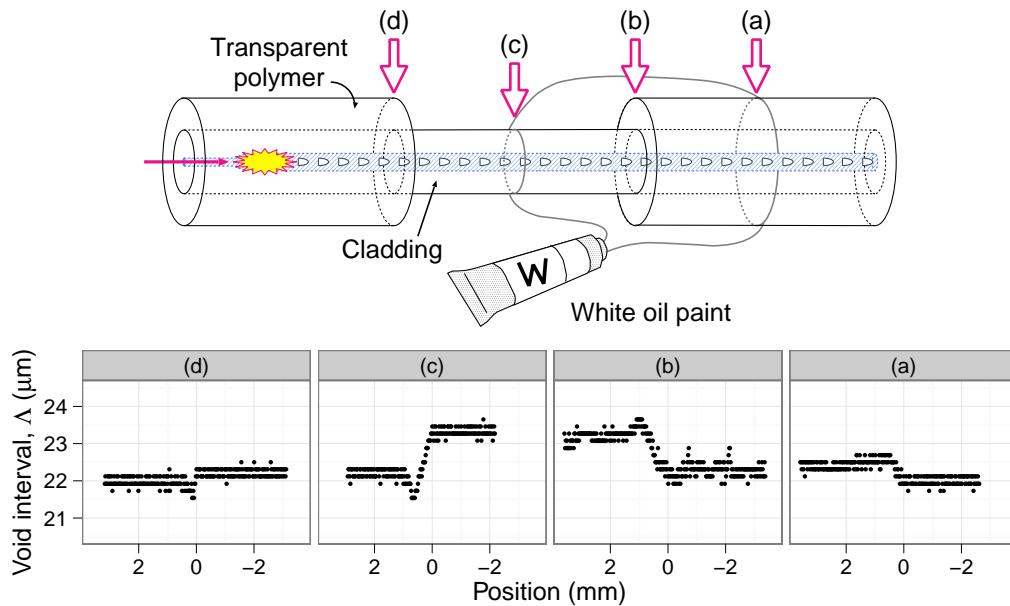 (d) (b) (a)
(c)
Transparent
polymer
Cladding
W
White oil paint
(d) (c) (b) (a)
Void interval, Λ (μm)
24
23
22
21
2 0 −2 2 0 −2 2 0 −2 2 0 −2
Position (mm)